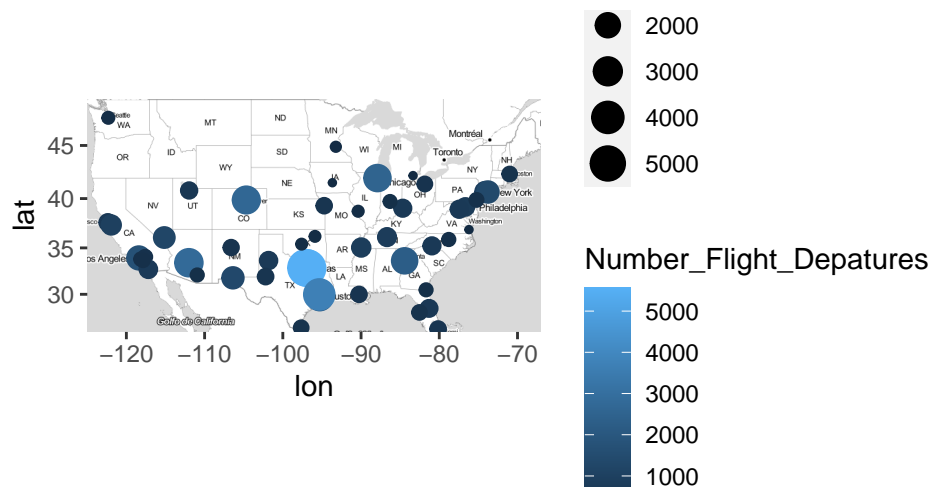 2000
3000
4000
5000
Number_Flight_Depatures
5000
4000
3000
2000
1000
lat
45
40
35
30
−120
−110
−100
−90
−80
−70
lon
Seattle
WA
MT
ND
MN
Montréal
OR
ID
SD
WI
MI
Toronto
WY
NY
NH
Boston
IA
NE
Chicago
PA
New York
NV
UT
CO
IL
OH
Philadelphia
CA
KS
MO
KY
VA
Washington
Los Angeles
NM
AR
SC
TX
LA
MS
AL
GA
Golfo de California